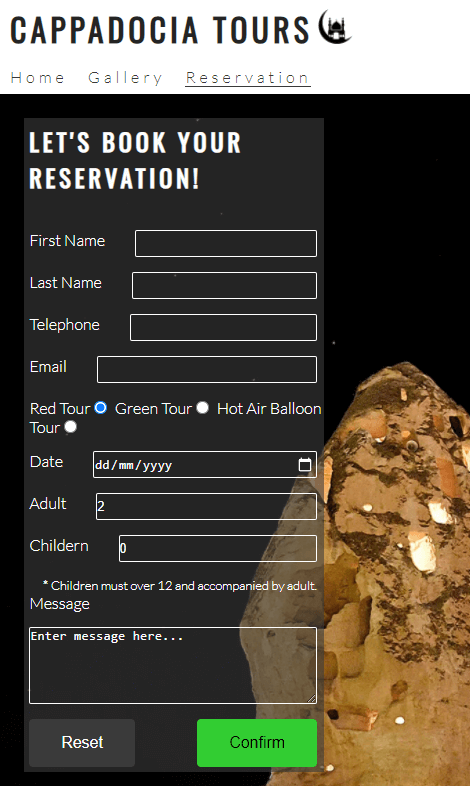 CAPPADOCIA TOURS
Home Gallery Reservation
LET'S BOOK YOUR
RESERVATION!
First Name
Last Name
Telephone
Email
Red Tour Green Tour Hot Air Balloon
Tour
Date dd/mm/yyyy
Adult 2
Childern 0
* Children must over 12 and accompanied by adult.
Message
Enter message here...
Reset Confirm